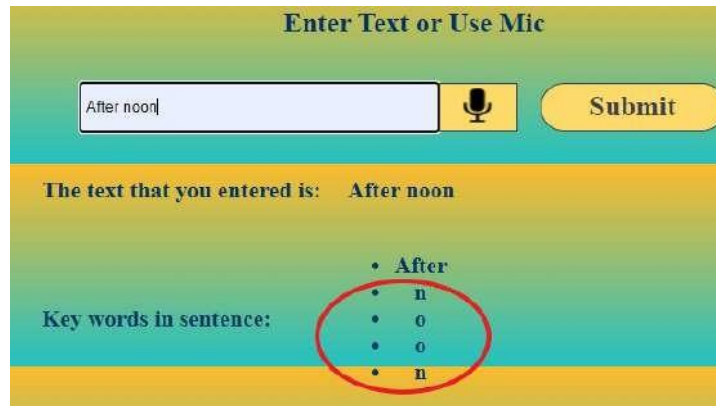 Enter Text or Use Mic
After noon
Submit
The text that you entered is: After noon
Key words in sentence:
• After
• n
• o
• o
• n